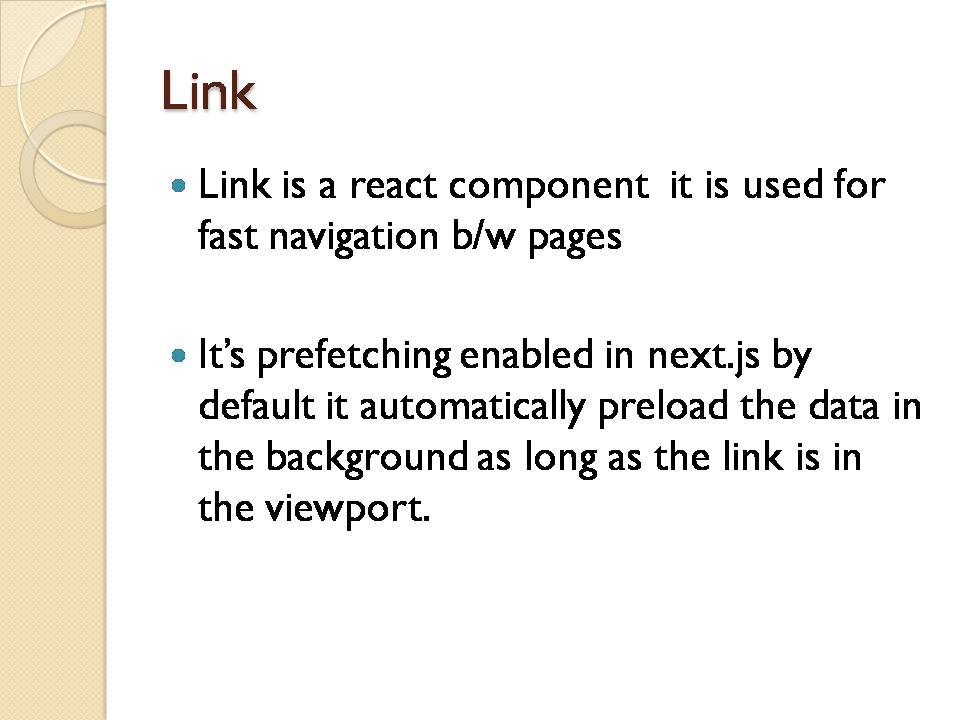 Link
Link is a react component  it is used for
fast navigation b/w pages
It’s prefetching enabled in next.js by
default it automatically preload the data in
the background as long as the link is in
the viewport.